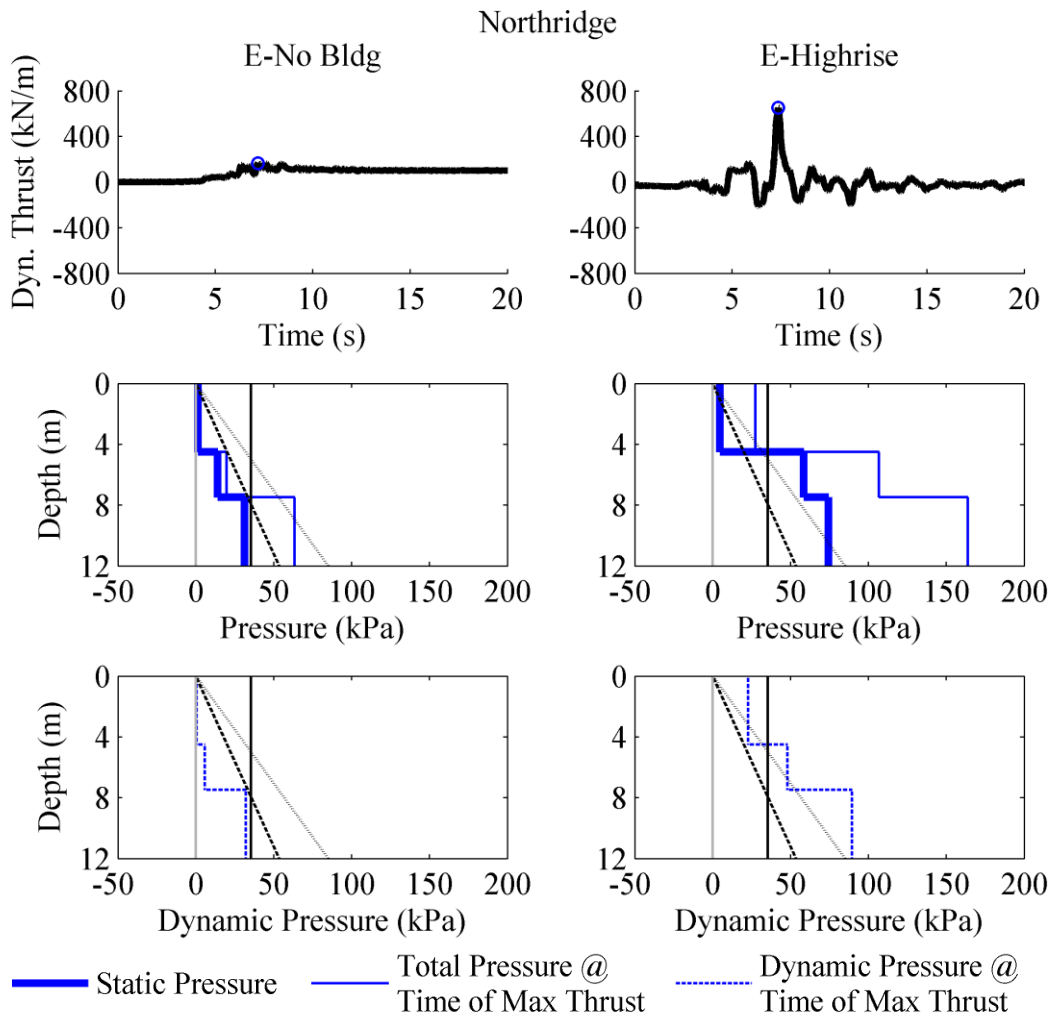 Northridge
E-No Bldg
E-Highrise
Dyn. Thrust (kN/m)
800
400
0
-400
-800
0 5 10 15 20
Time (s)
800
400
0
-400
-800
0 5 10 15 20
Time (s)
Depth (m)
0
4
8
12
-50 0 50 100 150 200
Pressure (kPa)
0
4
8
12
-50 0 50 100 150 200
Pressure (kPa)
Depth (m)
0
4
8
12
-50 0 50 100 150 200
Dynamic Pressure (kPa)
Depth (m)
0
4
8
12
-50 0 50 100 150 200
Dynamic Pressure (kPa)
Static Pressure
Total Pressure @
Time of Max Thrust
Dynamic Pressure @
Time of Max Thrust